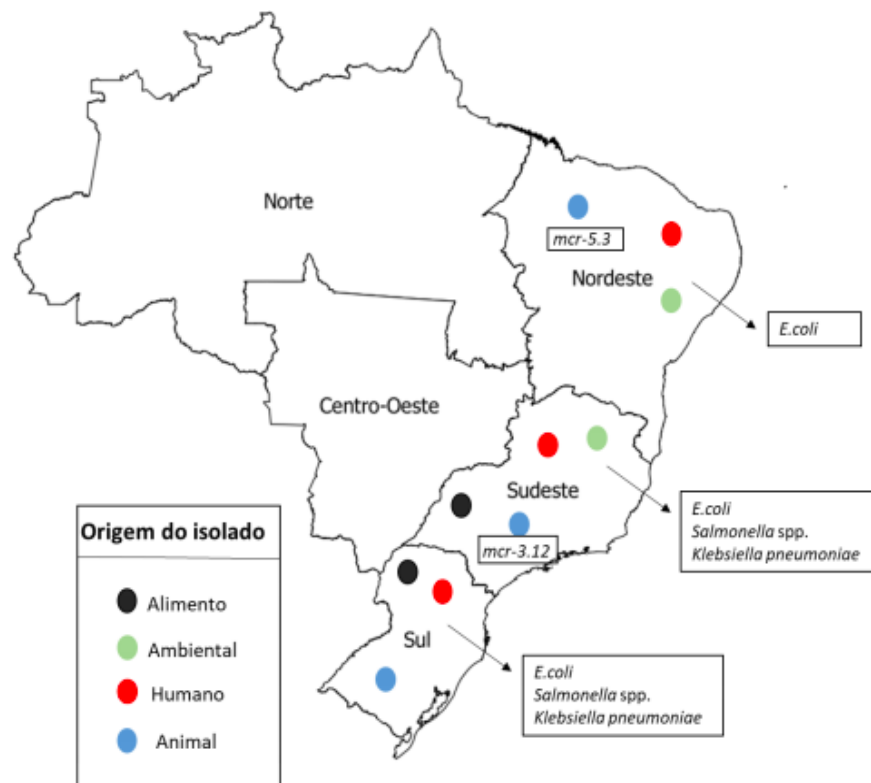 Norte
mcr-5.3
Nordeste
E.coli
Centro-Oeste
Sudeste
mcr-3.12
E.coli
Salmonella spp.
Klebsiella pneumoniae
Sul
E.coli
Salmonella spp.
Klebsiella pneumoniae
Origem do isolado
Alimento
Ambiental
Humano
Animal